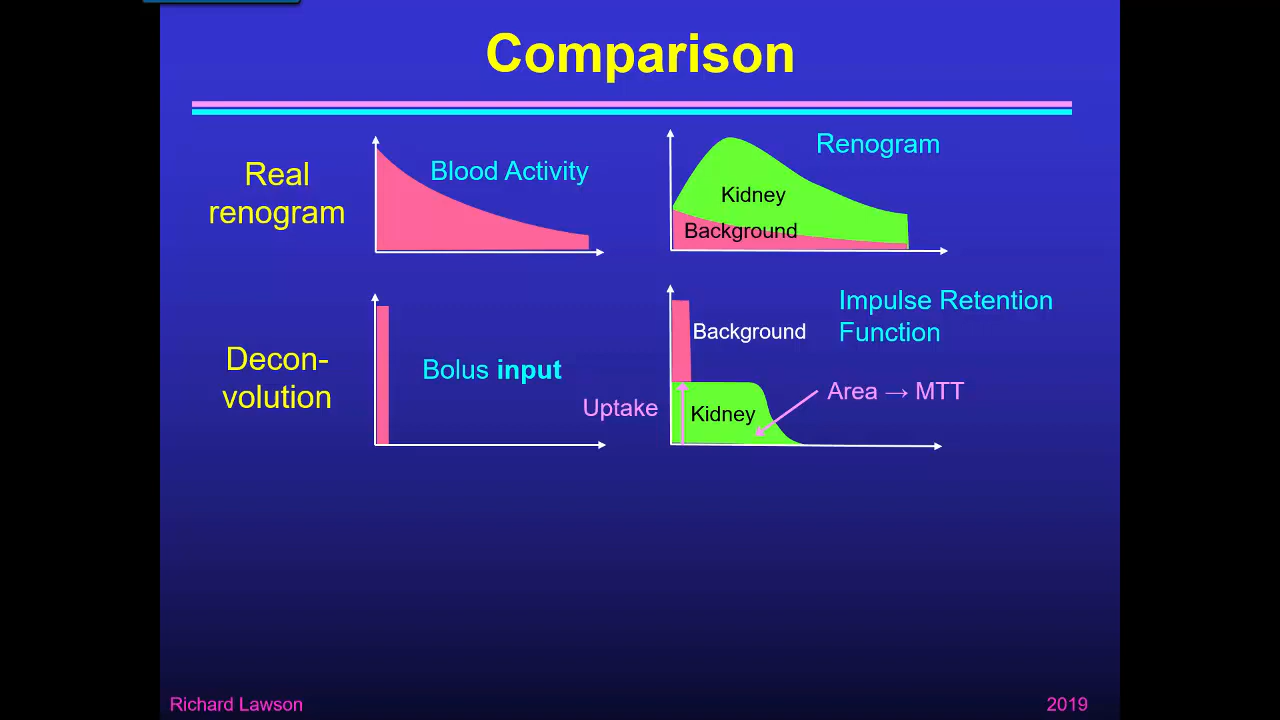 Comparison
Real
renogram
Blood Activity
Renogram
Kidney
Background
Decon-
volution
Bolus input
Impulse Retention
Function
Background
Uptake
Kidney
Area → MTT
Richard Lawson
2019